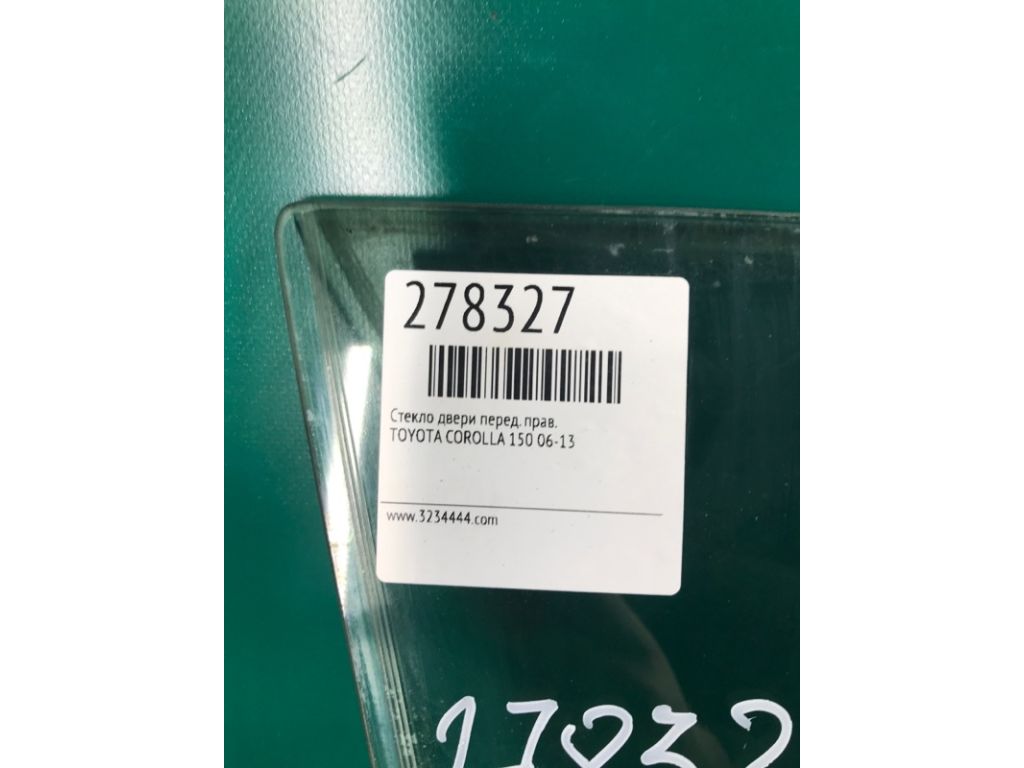 278327
Стекло двери перед. прав.
TOYOTA COROLLA 150 06-13
www.3234444.com